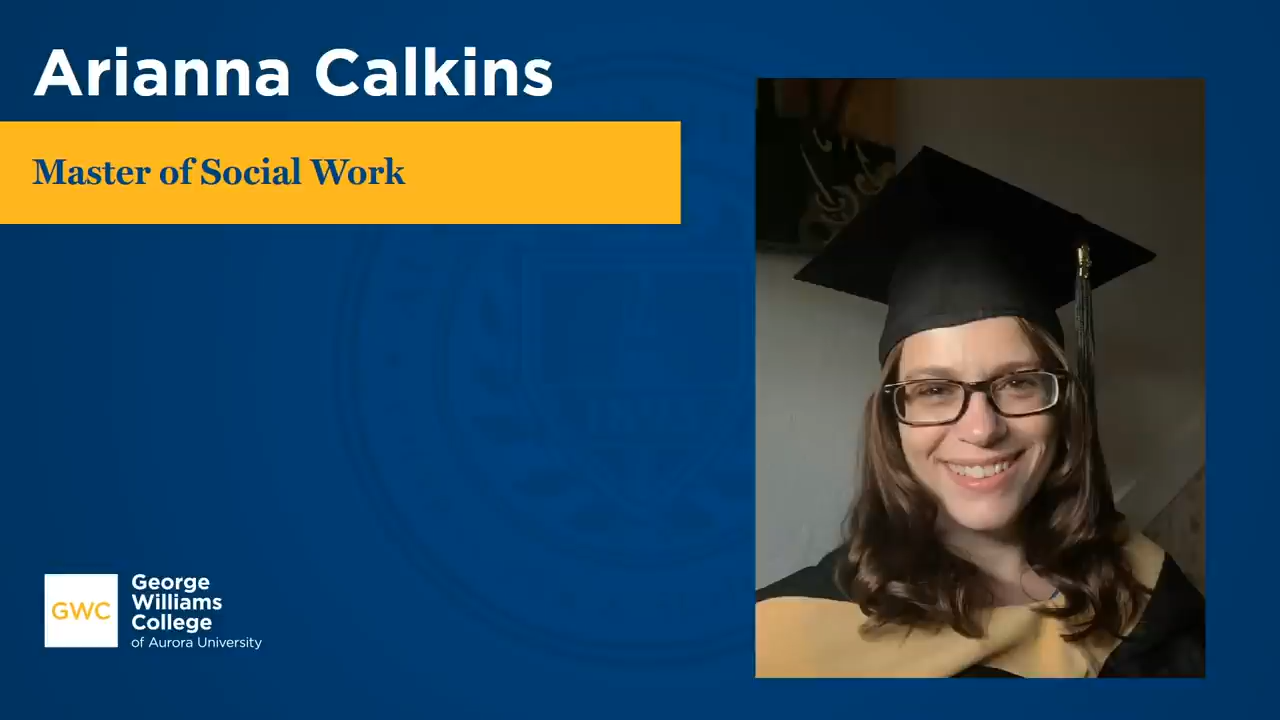 Arianna Calkins
Master of Social Work
GWC
George
Williams
College
of Aurora University